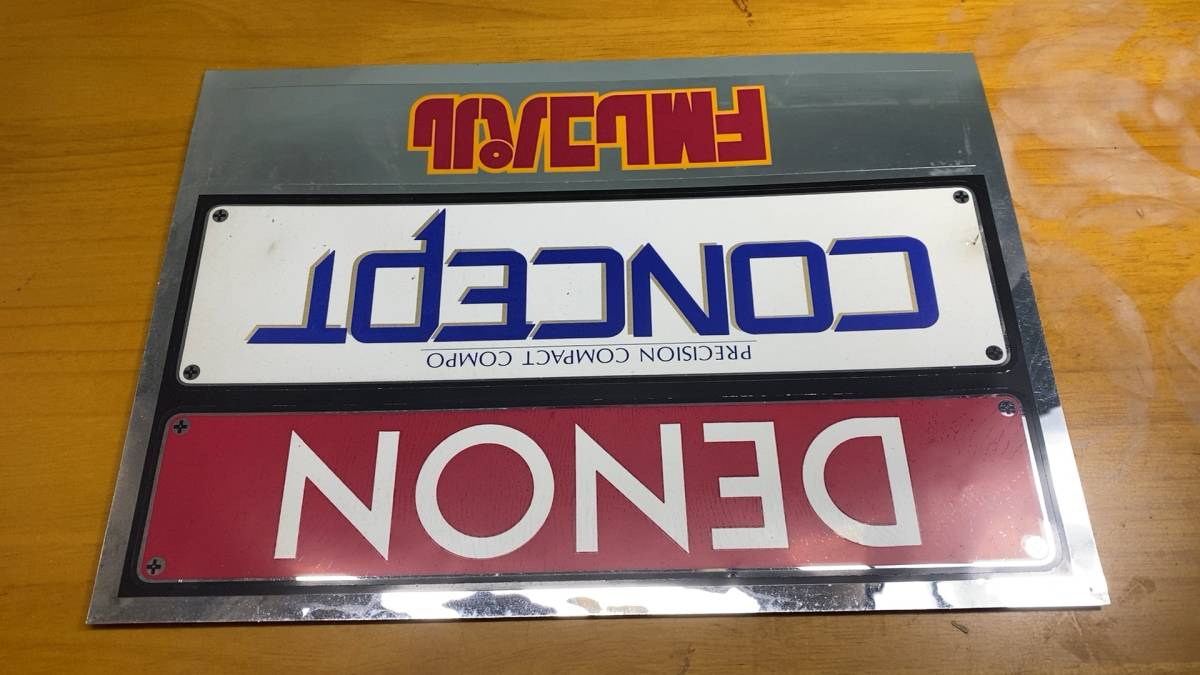 DENON
PRECISION COMPACT COMPO
CONCEPT
FMレコパル